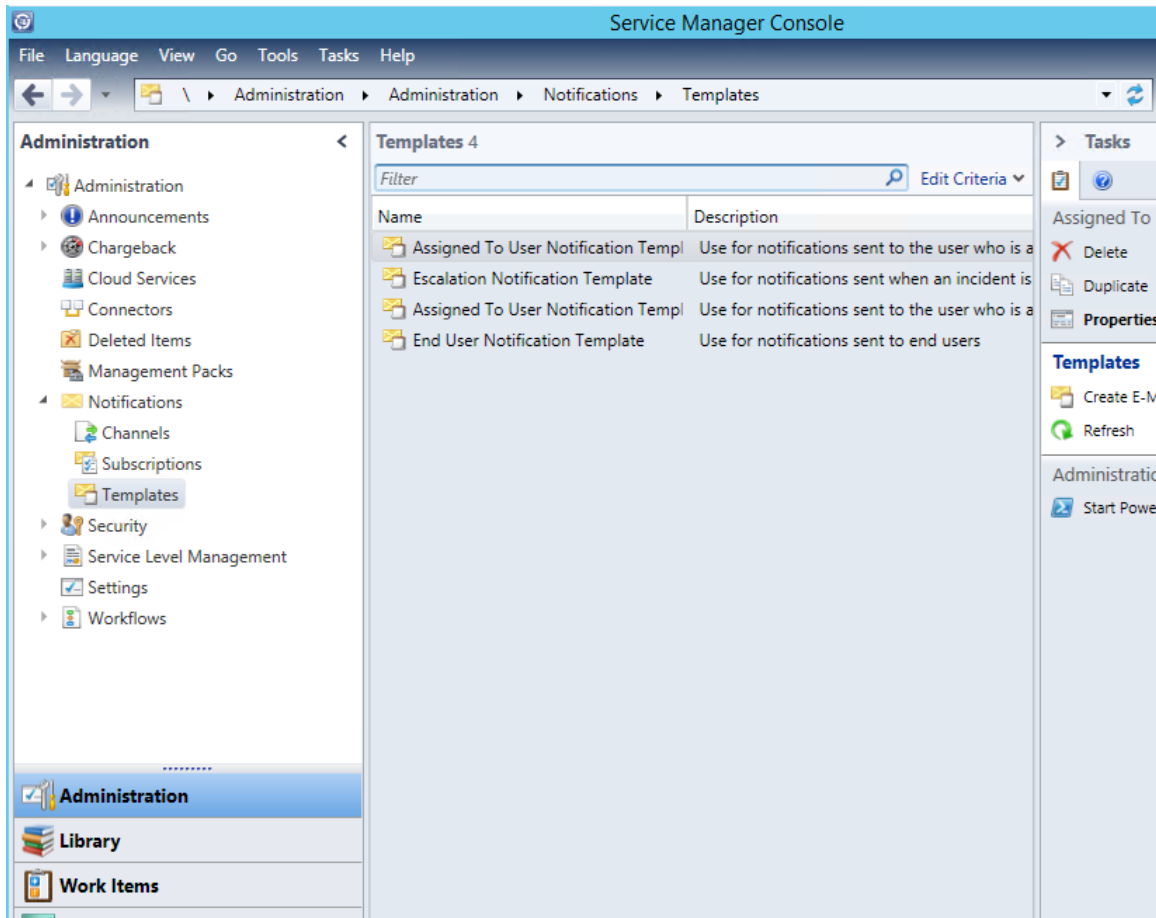 Service Manager Console
File Language View Go Tools Tasks Help
\ Administration Administration Notifications Templates
Administration
Administration
Announcements
Chargeback
Cloud Services
Connectors
Deleted Items
Management Packs
Notifications
Channels
Subscriptions
Templates
Security
Service Level Management
Settings
Workflows
Administration
Library
Work Items
Templates 4
Filter Edit Criteria
Name Description
Assigned To User Notification Templ Use for notifications sent to the user who is a
Escalation Notification Template Use for notifications sent when an incident is
Assigned To User Notification Templ Use for notifications sent to the user who is a
End User Notification Template Use for notifications sent to end users
Tasks
Assigned To
Delete
Duplicate
Properties
Templates
Create E-M
Refresh
Administratio
Start Powe